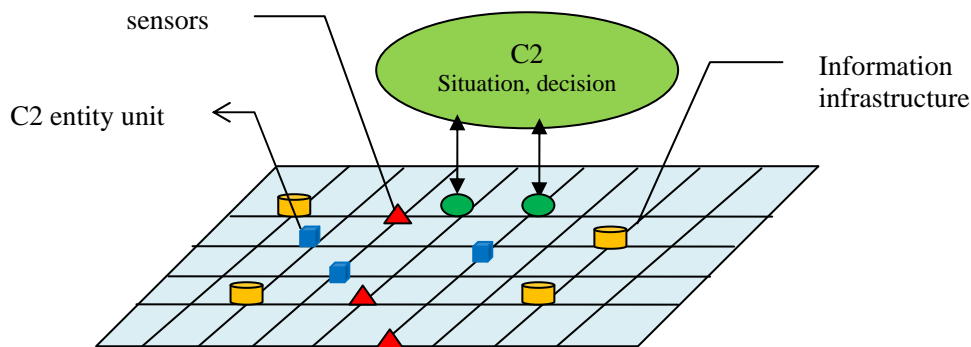 sensors
C2
Situation, decision
Information
infrastructure
C2 entity unit